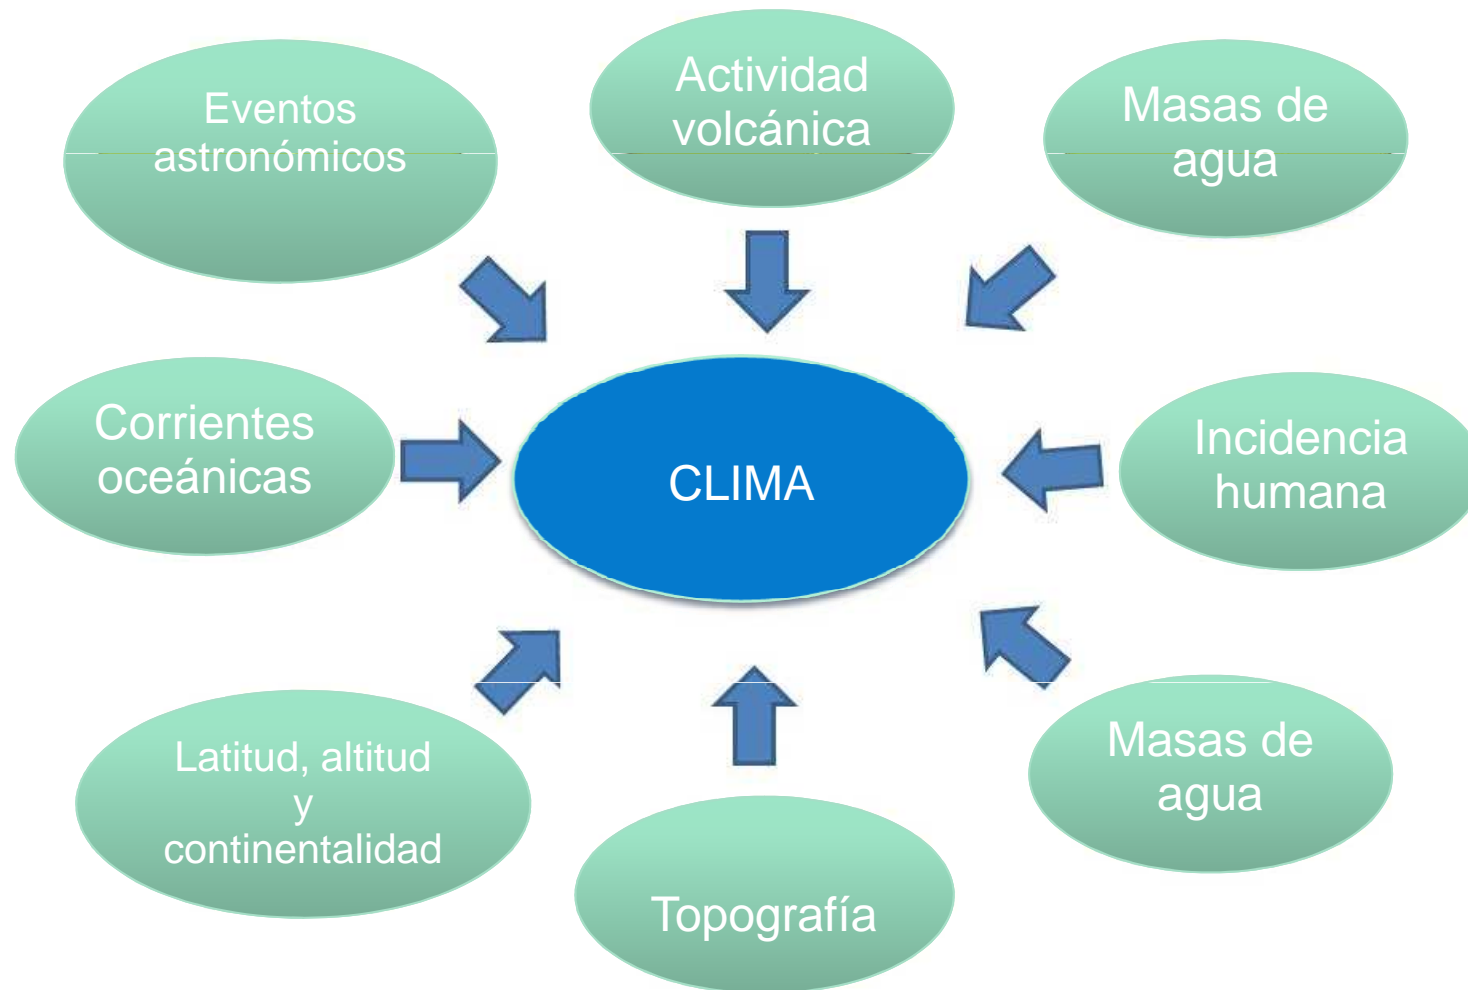 Eventos
astronómicos
Actividad
volcánica
Masas de
agua
Corrientes
oceánicas
CLIMA
Incidencia
humana
Latitud, altitud
y
continentalidad
Topografía
Masas de
agua